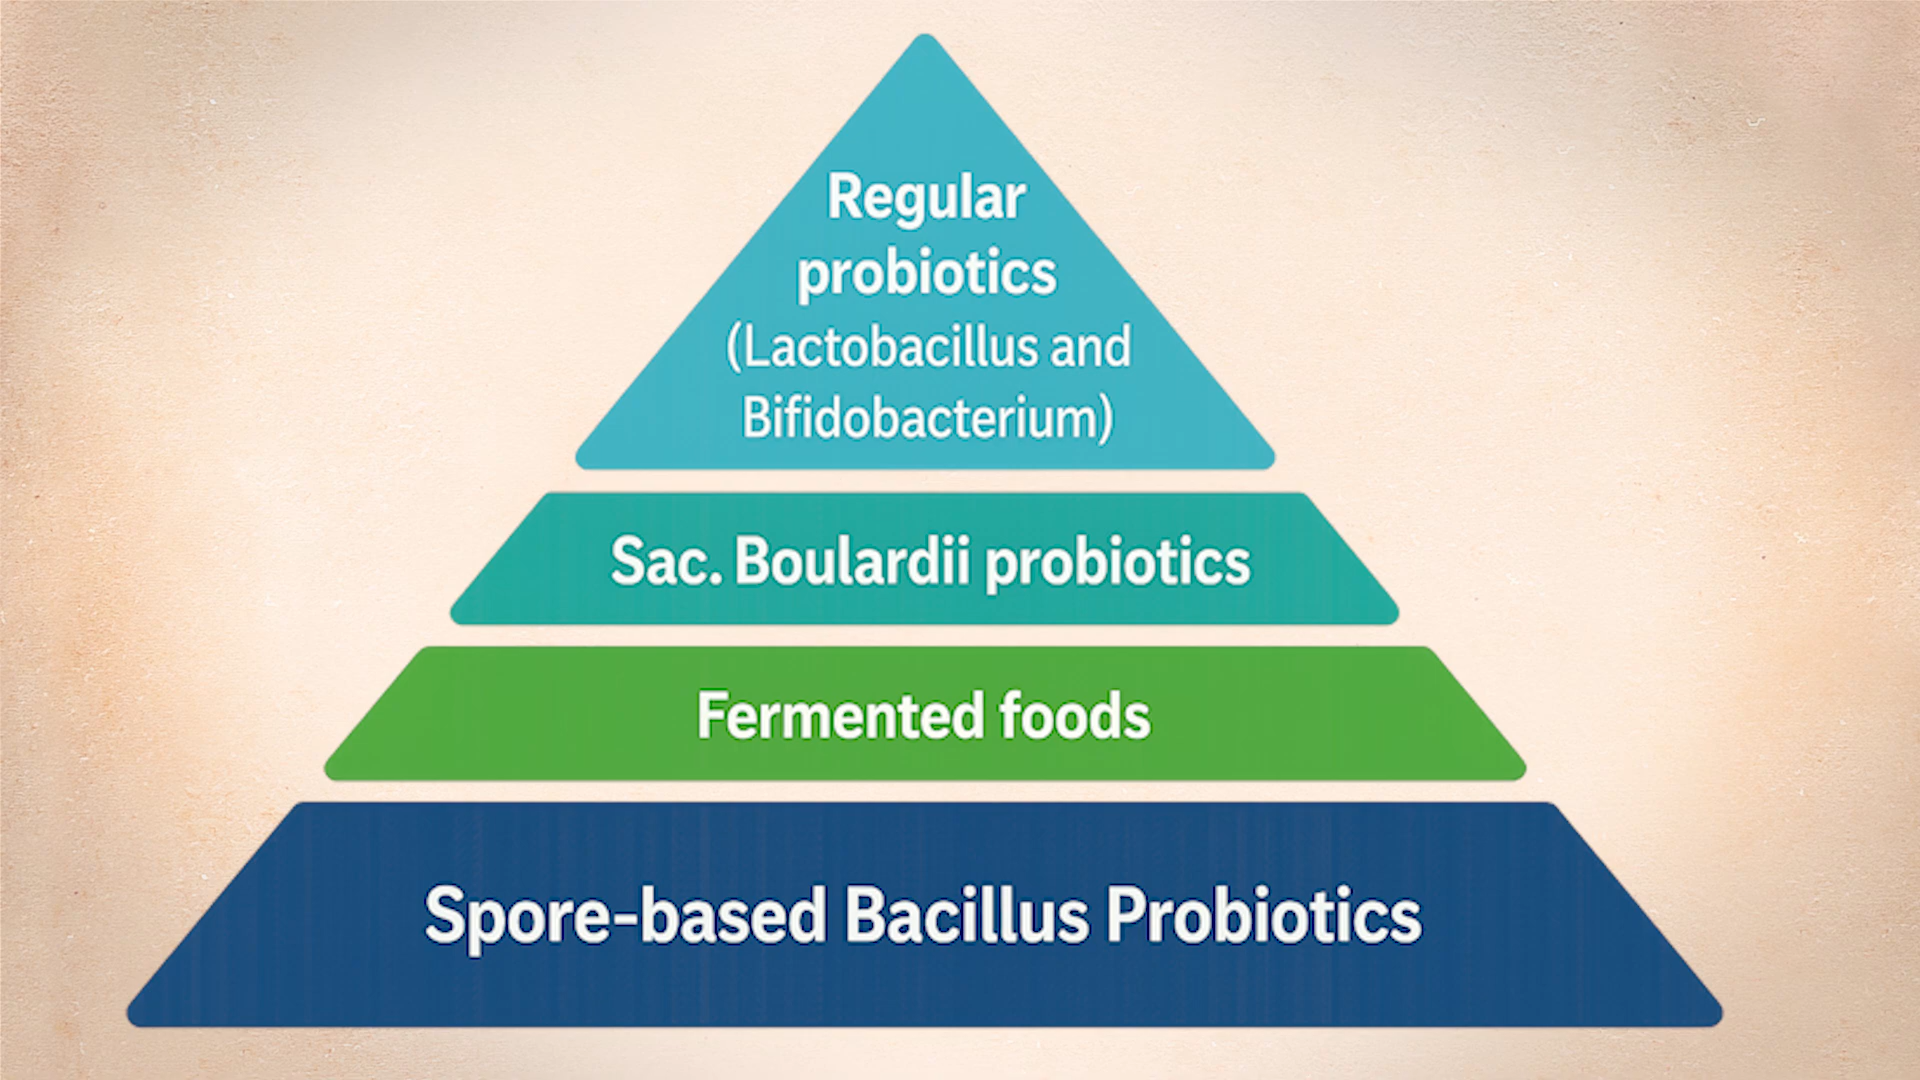 Regular
probiotics
(Lactobacillus and
Bifidobacterium)
Sac. Boulardii probiotics
Fermented foods
Spore-based Bacillus Probiotics